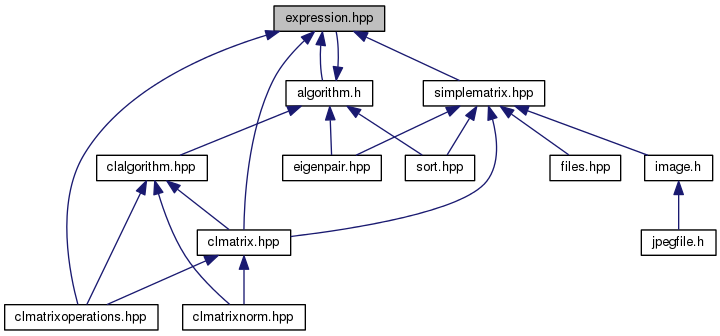 expression.hpp
algorithm.h
simplematrix.hpp
clalgorithm.hpp
eigenpair.hpp
sort.hpp
files.hpp
image.h
clmatrix.hpp
jpegfile.h
clmatrixoperations.hpp
clmatrixnorm.hpp